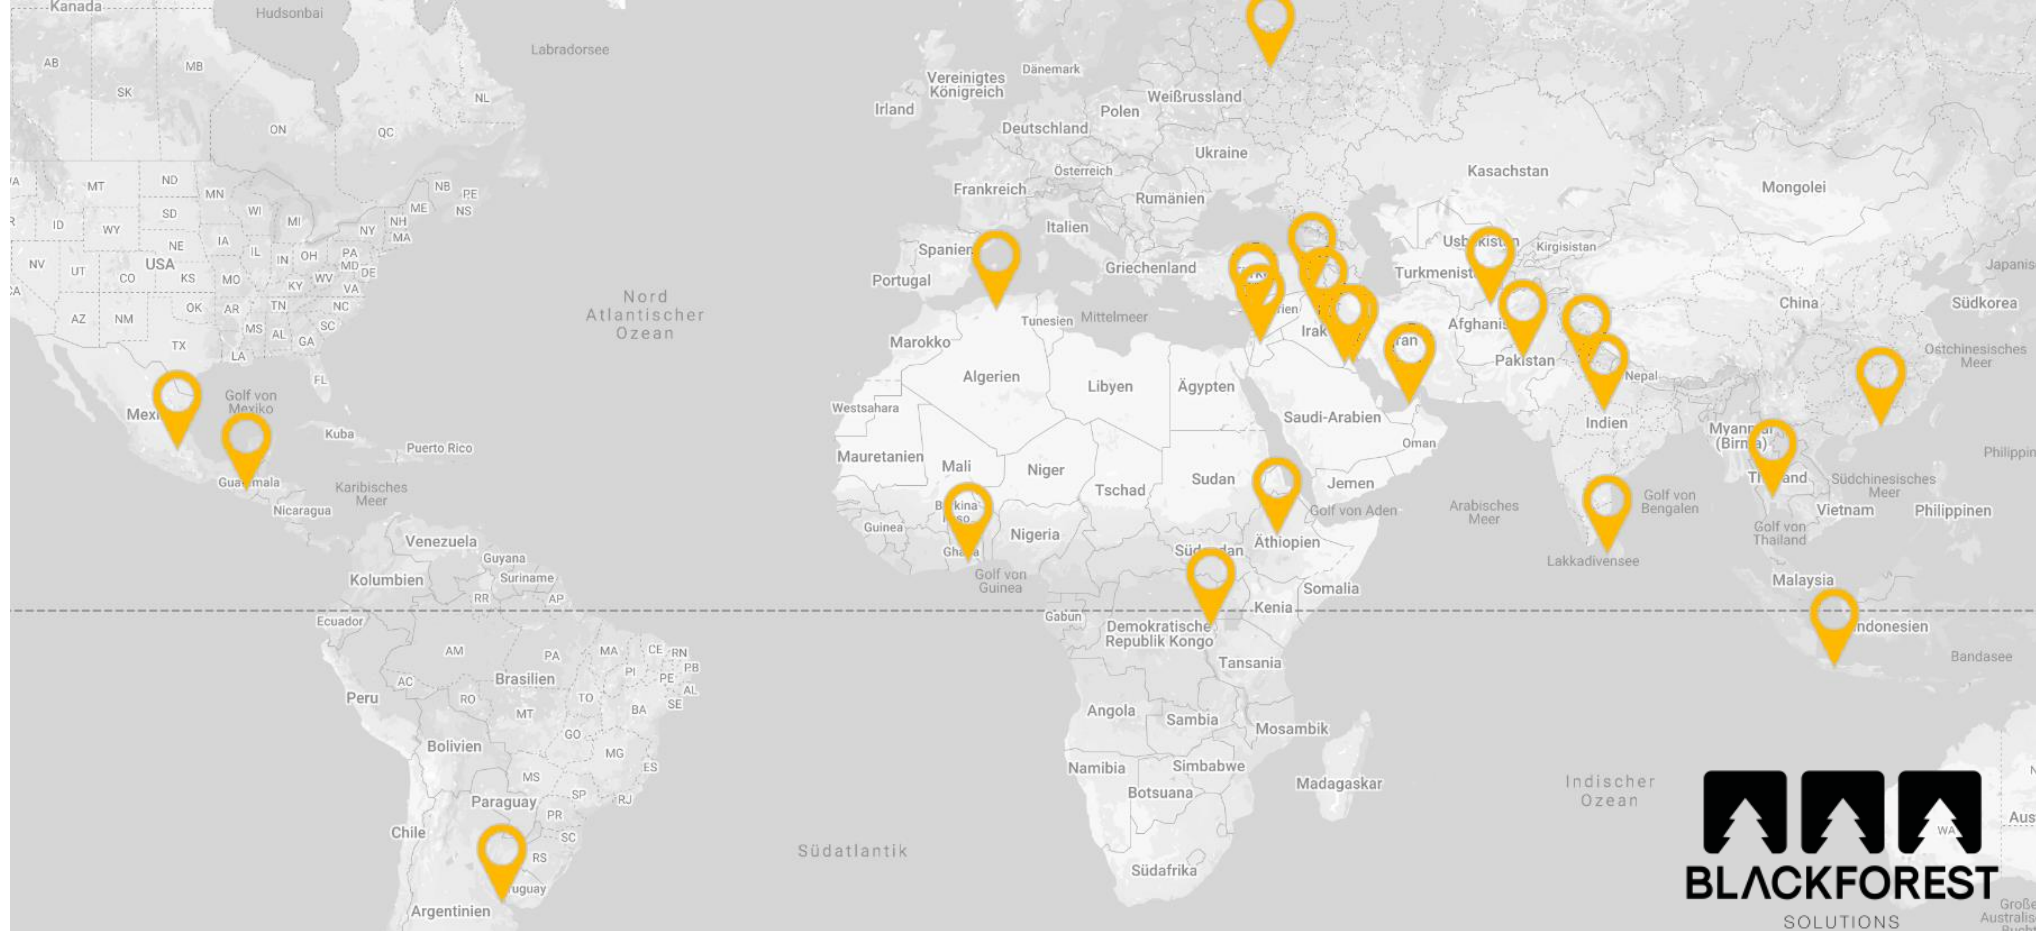 Kanada
Hudsonbai
AB
MB
SK
Labradorsee
NL
ON
QC
Vereinigtes
Königreich
Irland
Dänemark
Weißrussland
Polen
Deutschland
Ukraine
Österreich
Frankreich
Rumänien
Kasachstan
Mongolei
MT
ND
MN
NB
PE
ID
SD
WI
MI
ME
NS
WY
NH
NY
MA
Italien
NE
IA
IL
IN
OH
PA
MD
DE
USA
NV
UT
CO
KS
MO
KY
WV
VA
Portugal
Griechenland
Kirgisistan
China
Südkorea
Nord
Atlantischer
Ozean
OK
AR
TN
NC
AZ
NM
MS
AL
SC
GA
TX
LA
FL
Tunesien
Mittelmeer
Marokko
Irak
Pakistan
Ostchinesisches
Meer
Nepal
Algerien
Libyen
Ägypten
Golf von
Mexiko
Westsahara
Saudi-Arabien
Indien
Kuba
Puerto Rico
Oman
Mauretanien
Mali
Niger
Tschad
Sudan
Jemen
Karibisches
Meer
Nicaragua
Golf von Aden
Arabisches
Meer
Golf von
Bengalen
Südchinesisches
Meer
Vietnam
Philippinen
Guinea
Nigeria
Äthiopien
Golf von
Thailand
Venezuela
Guyana
Suriname
Kolumbien
RR
AP
Golf von
Guinea
Somalia
Lakkadivensee
Malaysia
Ecuador
Gabun
Kenia
Demokratische
Republik Kongo
Tansania
Bandasee
AM
PA
MA
CE
RN
PB
PI
PE
AL
SE
AC
RO
Brasilien
TO
BA
MT
Peru
GO
MG
ES
Bolivien
MS
SP
RJ
Paraguay
PR
SC
RS
Chile
Argentinien
Angola
Sambia
Mosambik
Namibia
Simbabwe
Botsuana
Madagaskar
Südafrika
Südatlantik
Indischer
Ozean
WA
BLACKFOREST
SOLUTIONS